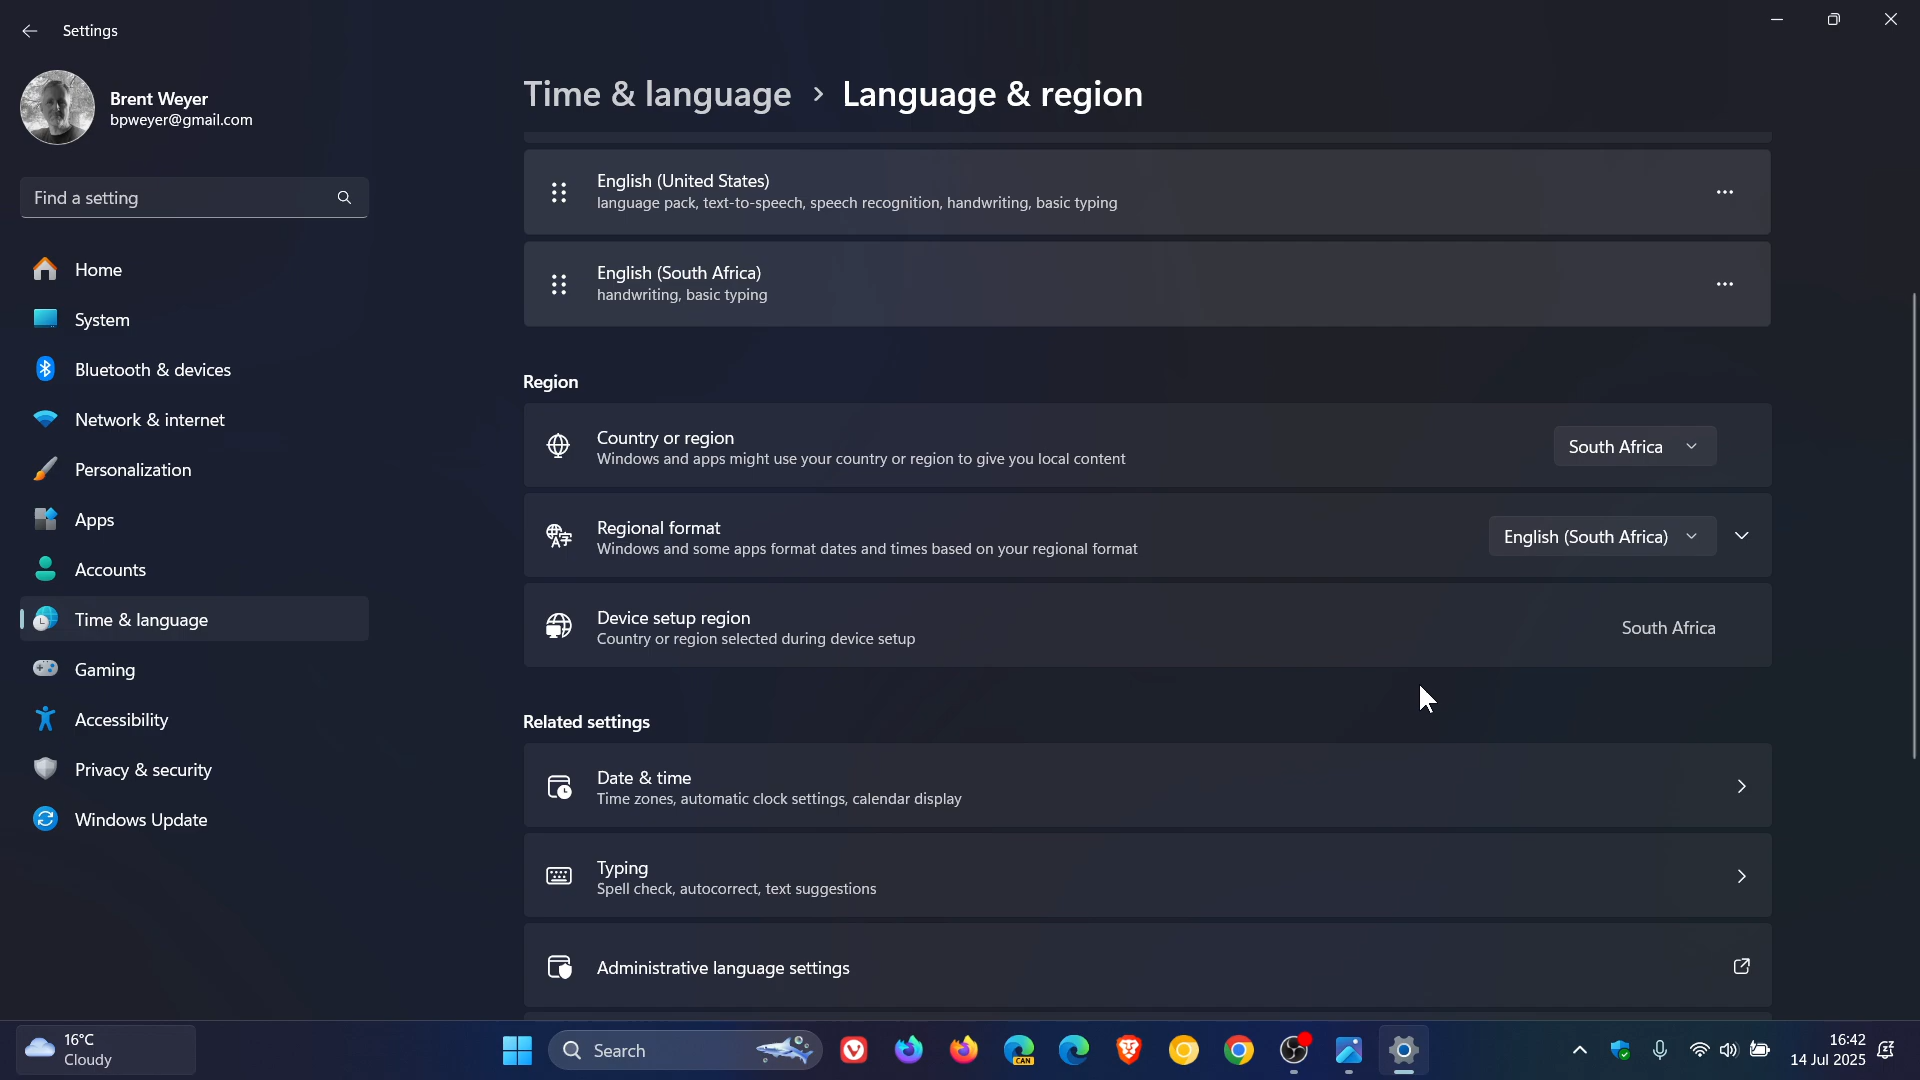 Settings
Brent Weyer
bpweyer@gmail.com
Find a setting
Home
System
Bluetooth & devices
Network & internet
Personalization
Apps
Accounts
Time & language
Gaming
Accessibility
Privacy & security
Windows Update
Time & language › Language & region
English (United States)
language pack, text-to-speech, speech recognition, handwriting, basic typing
English (South Africa)
handwriting, basic typing
Region
Country or region
Windows and apps might use your country or region to give you local content
South Africa
Regional format
Windows and some apps format dates and times based on your regional format
English (South Africa)
Device setup region
Country or region selected during device setup
South Africa
Related settings
Date & time
Time zones, automatic clock settings, calendar display
Typing
Spell check, autocorrect, text suggestions
Administrative language settings
16°C
Cloudy
Search
CAN
16:42
14 Jul 2025